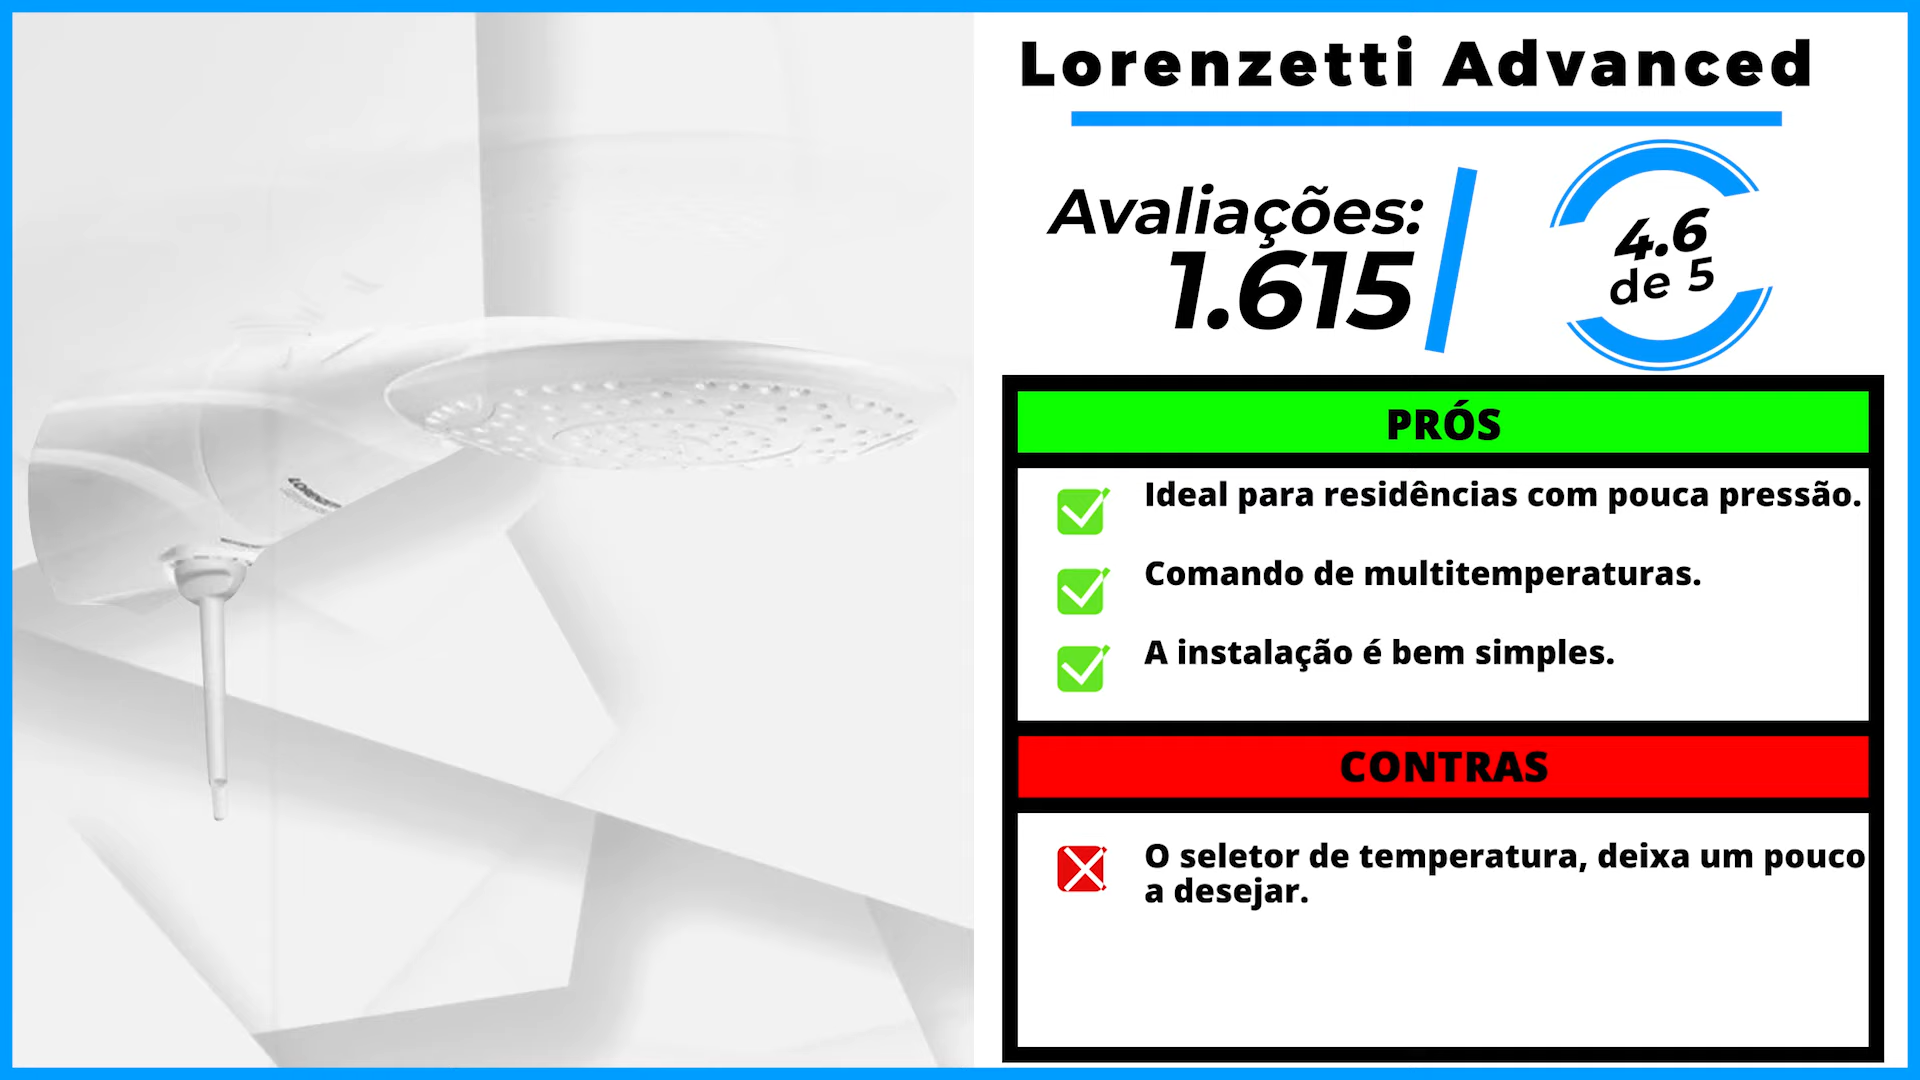 Lorenzetti Advanced
Avaliações:
1.615
4.6
de 5
PRÓS
Ideal para residências com pouca pressão.
Comando de multitemperaturas.
A instalação é bem simples.
CONTRAS
O seletor de temperatura, deixa um pouco
a desejar.
LORENZETTI